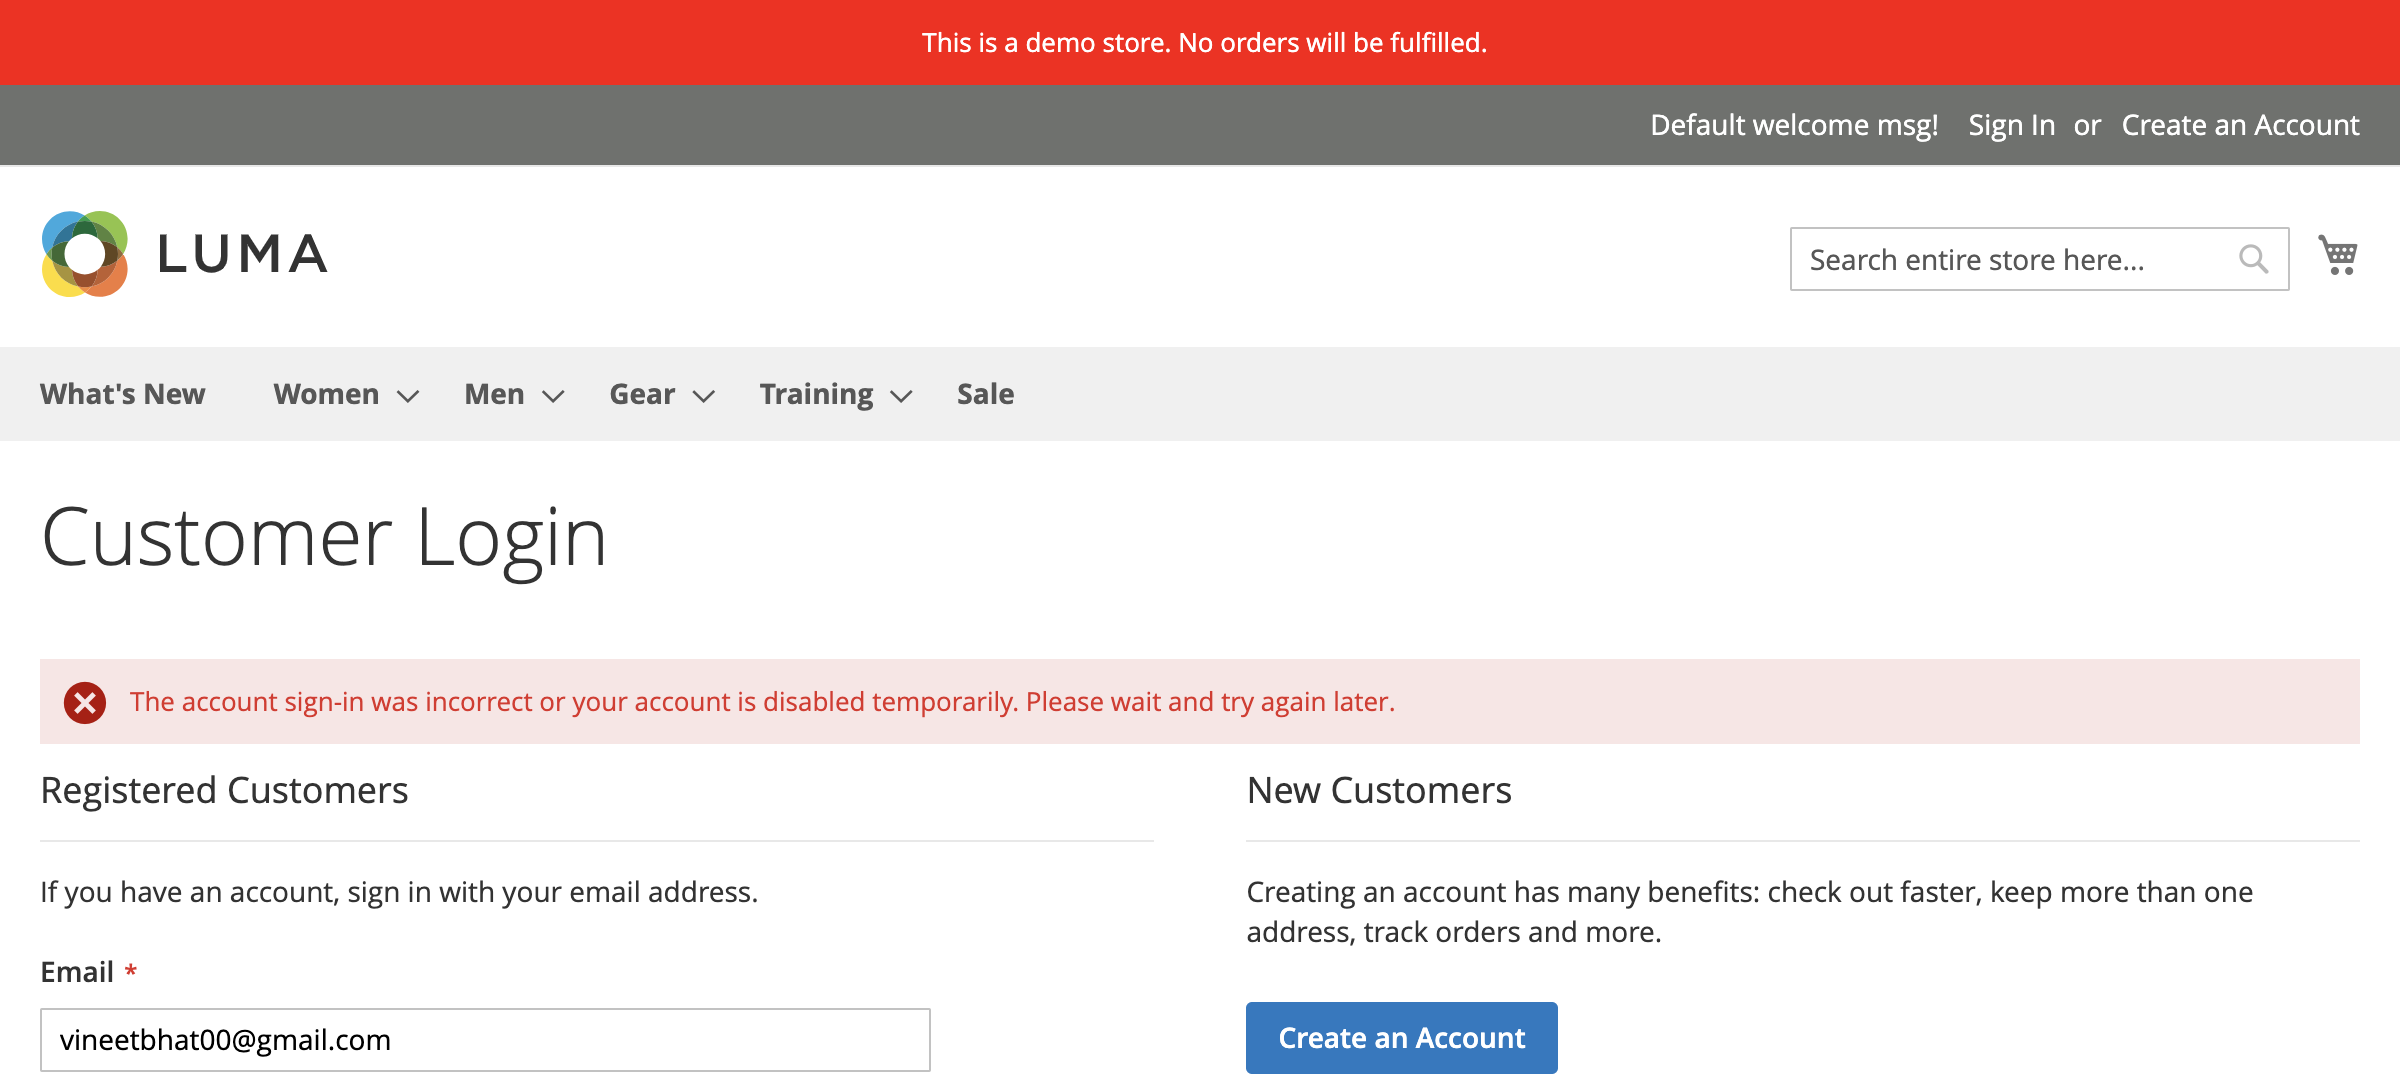 This is a demo store. No orders will be fulfilled.
Default welcome msg! Sign In or Create an Account
LUMA
Search entire store here...
What's New Women Men Gear Training Sale
Customer Login
The account sign-in was incorrect or your account is disabled temporarily. Please wait and try again later.
Registered Customers
If you have an account, sign in with your email address.
Email *
vineetbhat00@gmail.com
New Customers
Creating an account has many benefits: check out faster, keep more than one
address, track orders and more.
Create an Account